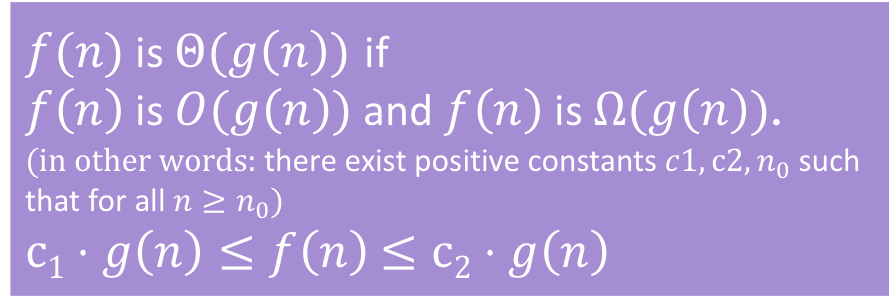 f(n) is Θ(g(n)) if
f(n) is O(g(n)) and f(n) is Ω(g(n)).
(in other words: there exist positive constants c1, c2, n₀ such
that for all n ≥ n₀)
c₁ · g(n) ≤ f(n) ≤ c₂ · g(n)